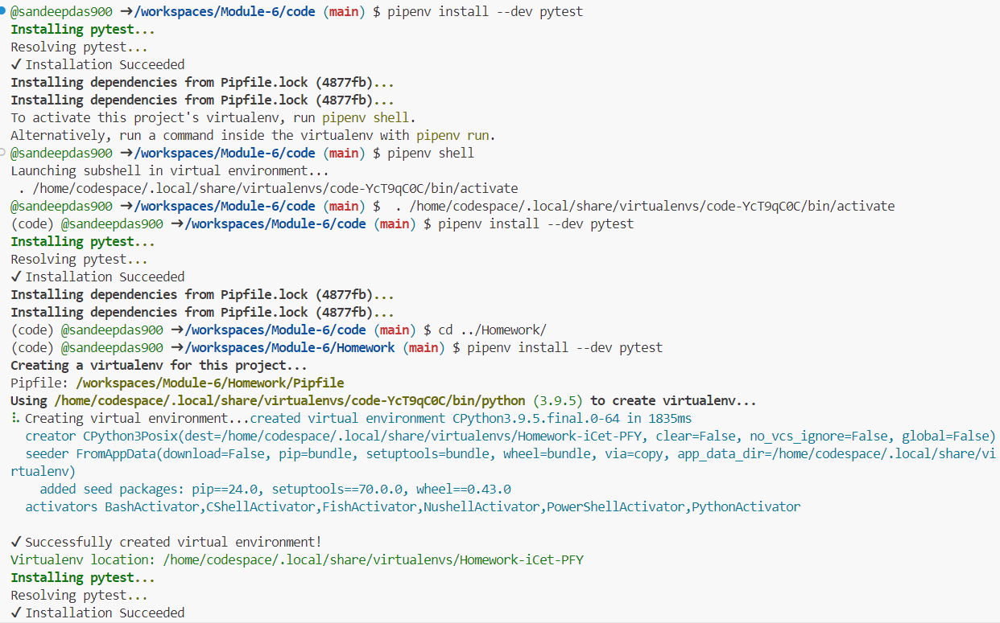 @sandeepdas900 ➜/workspaces/Module-6/code (main) $ pipenv install --dev pytest
Installing pytest...
Resolving pytest...
✓ Installation Succeeded
Installing dependencies from Pipfile.lock (4877fb)...
Installing dependencies from Pipfile.lock (4877fb)...
To activate this project's virtualenv, run pipenv shell.
Alternatively, run a command inside the virtualenv with pipenv run.
@sandeepdas900 ➜/workspaces/Module-6/code (main) $ pipenv shell
Launching subshell in virtual environment...
 . /home/codespace/.local/share/virtualenvs/code-YcT9qC0C/bin/activate
@sandeepdas900 ➜/workspaces/Module-6/code (main) $  . /home/codespace/.local/share/virtualenvs/code-YcT9qC0C/bin/activate
(code) @sandeepdas900 ➜/workspaces/Module-6/code (main) $ pipenv install --dev pytest
Installing pytest...
Resolving pytest...
✓ Installation Succeeded
Installing dependencies from Pipfile.lock (4877fb)...
Installing dependencies from Pipfile.lock (4877fb)...
(code) @sandeepdas900 ➜/workspaces/Module-6/code (main) $ cd ../Homework/
(code) @sandeepdas900 ➜/workspaces/Module-6/Homework (main) $ pipenv install --dev pytest
Creating a virtualenv for this project...
Pipfile: /workspaces/Module-6/Homework/Pipfile
Using /home/codespace/.local/share/virtualenvs/code-YcT9qC0C/bin/python (3.9.5) to create virtualenv...
⠧ Creating virtual environment...created virtual environment CPython3.9.5.final.0-64 in 1835ms
  creator CPython3Posix(dest=/home/codespace/.local/share/virtualenvs/Homework-iCet-PFY, clear=False, no_vcs_ignore=False, global=False)
  seeder FromAppData(download=False, pip=bundle, setuptools=bundle, wheel=bundle, via=copy, app_data_dir=/home/codespace/.local/share/vi
rtualenv)
    added seed packages: pip==24.0, setuptools==70.0.0, wheel==0.43.0
  activators BashActivator,CShellActivator,FishActivator,NushellActivator,PowerShellActivator,PythonActivator
✓ Successfully created virtual environment!
Virtualenv location: /home/codespace/.local/share/virtualenvs/Homework-iCet-PFY
Installing pytest...
Resolving pytest...
✓ Installation Succeeded